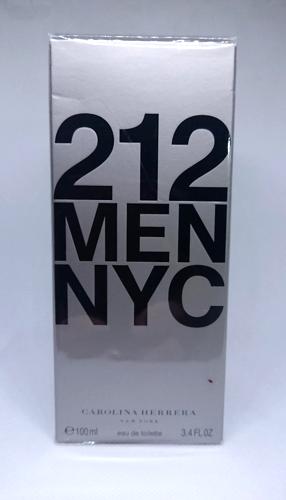 212
MEN
NYC
CAROLINA HERRERA
NEW YORK
℮100 ml eau de toilette 3.4 FL OZ